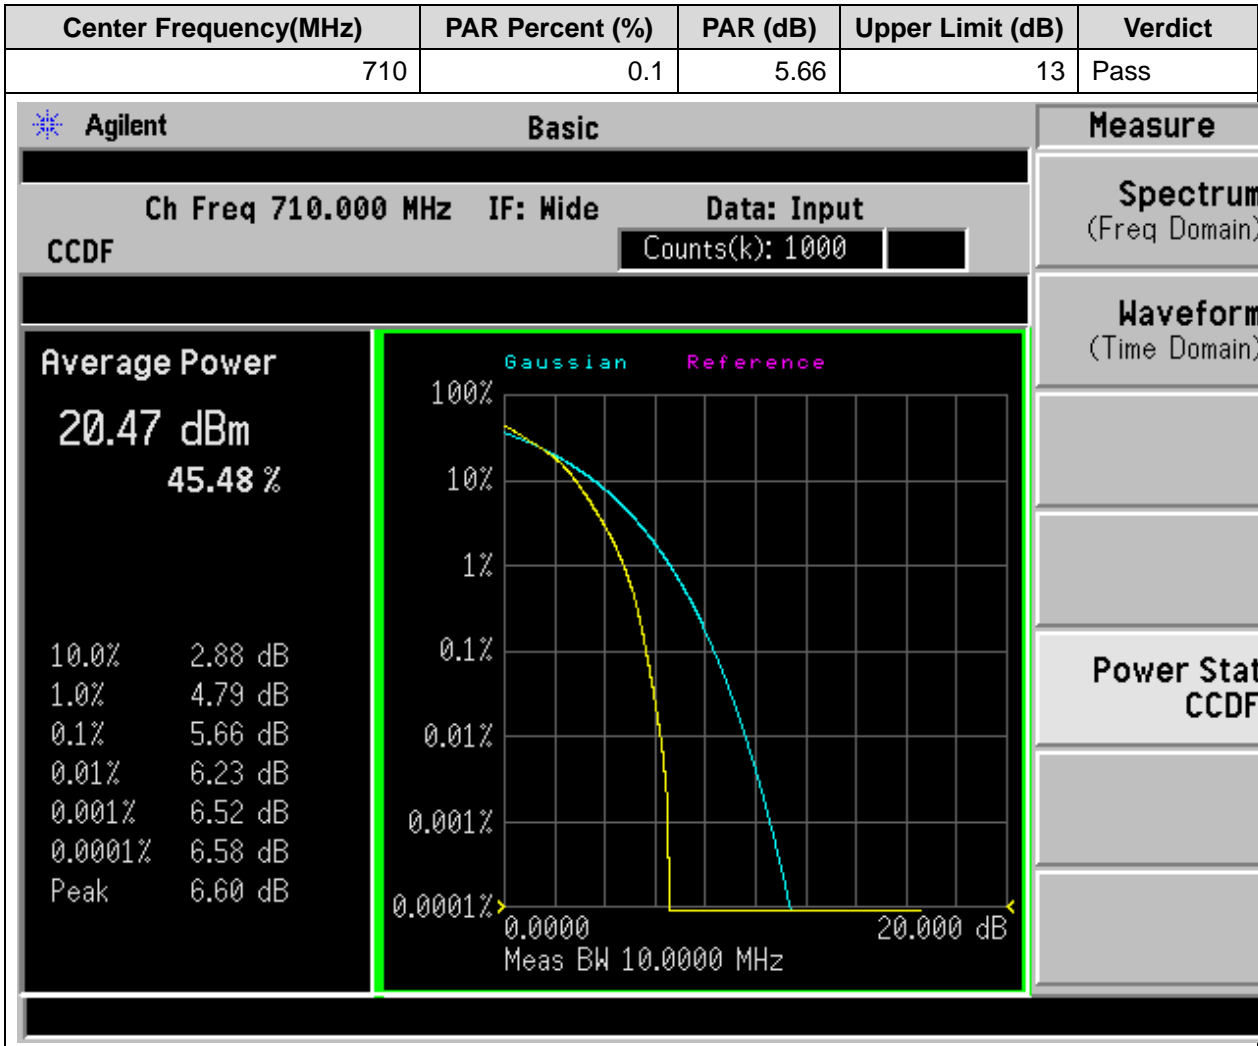 Center Frequency(MHz) PAR Percent (%) PAR (dB) Upper Limit (dB) Verdict
710 0.1 5.66 13 Pass
Agilent Basic Measure
Ch Freq 710.000 MHz IF: Wide Data: Input
CCDF Counts(k): 1000
Spectrum
(Freq Domain)
Waveform
(Time Domain)
Power Stat
CCDF
Average Power
20.47 dBm
45.48 %
10.0% 2.88 dB
1.0% 4.79 dB
0.1% 5.66 dB
0.01% 6.23 dB
0.001% 6.52 dB
0.0001% 6.58 dB
Peak 6.60 dB
Gaussian Reference
100%
10%
1%
0.1%
0.01%
0.001%
0.0001%
0.0000 20.000 dB
Meas BW 10.0000 MHz